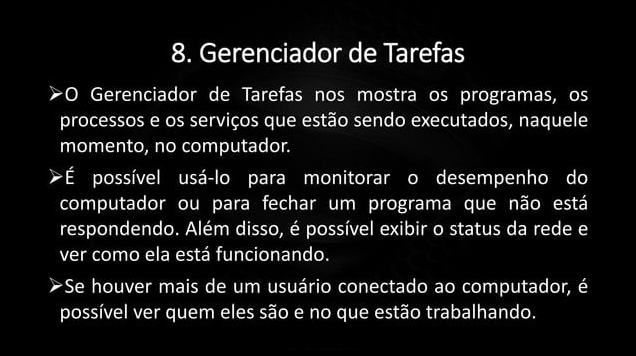 8. Gerenciador de Tarefas
➢O Gerenciador de Tarefas nos mostra os programas, os
processos e os serviços que estão sendo executados, naquele
momento, no computador.
➢É possível usá-lo para monitorar o desempenho do
computador ou para fechar um programa que não está
respondendo. Além disso, é possível exibir o status da rede e
ver como ela está funcionando.
➢Se houver mais de um usuário conectado ao computador, é
possível ver quem eles são e no que estão trabalhando.